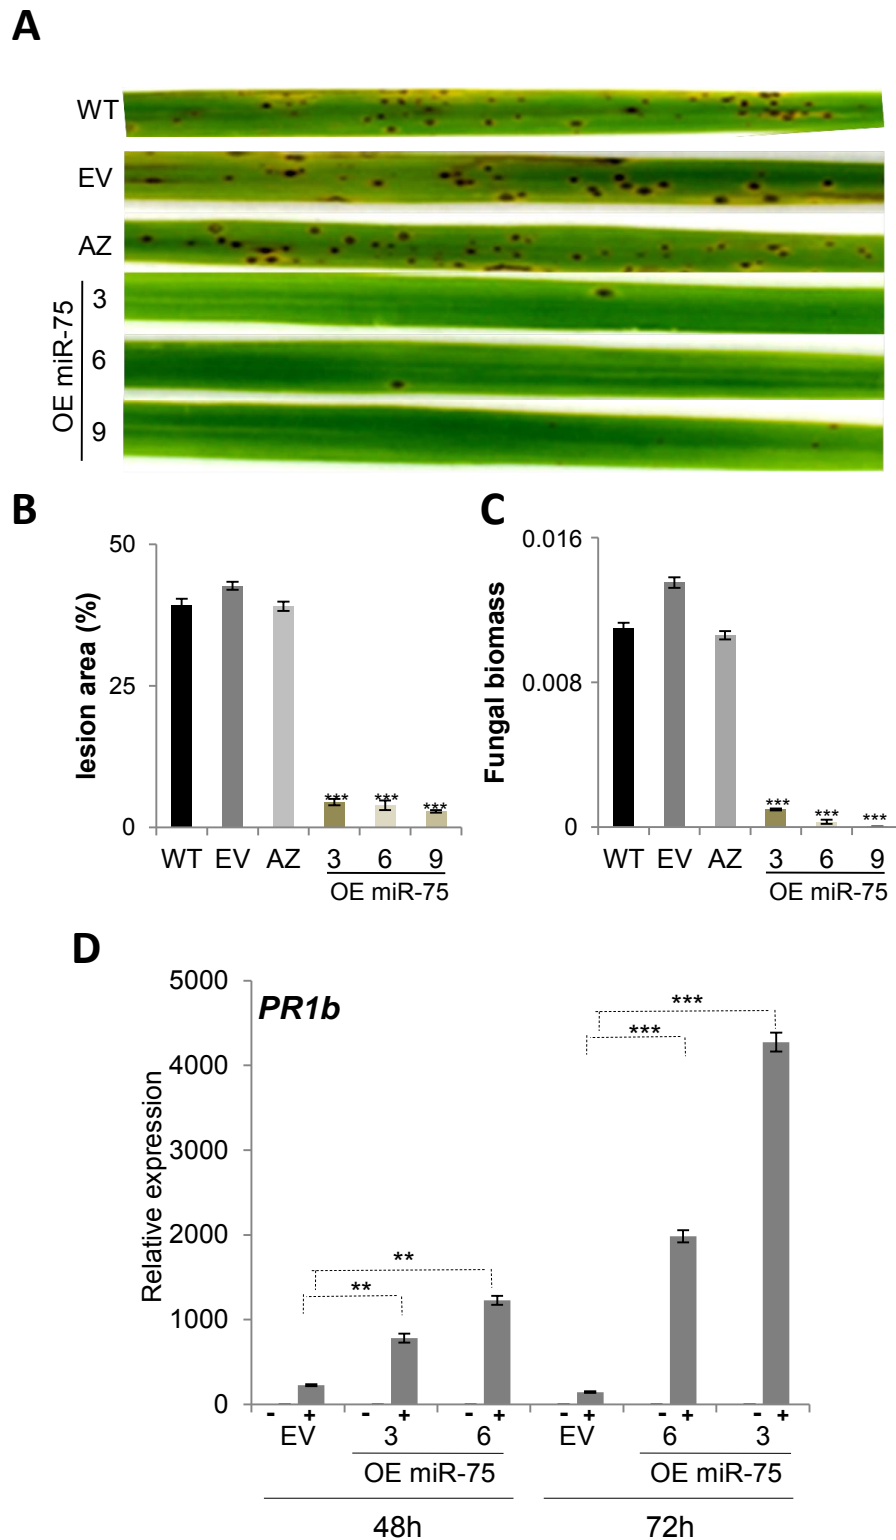 A
WT
EV
AZ
OE miR-75
3
6
9
B
lesion area (%)
50
25
0
*** *** ***
WT EV AZ 3 6 9
OE miR-75
C
Fungal biomass
0.016
0.008
0
*** *** ***
WT EV AZ 3 6 9
OE miR-75
D
PR1b
Relative expression
5000
4000
3000
2000
1000
0
**
**
***
***
- + - + - + - + - + - +
EV 3 6 EV 6 3
OE miR-75 OE miR-75
48h 72h